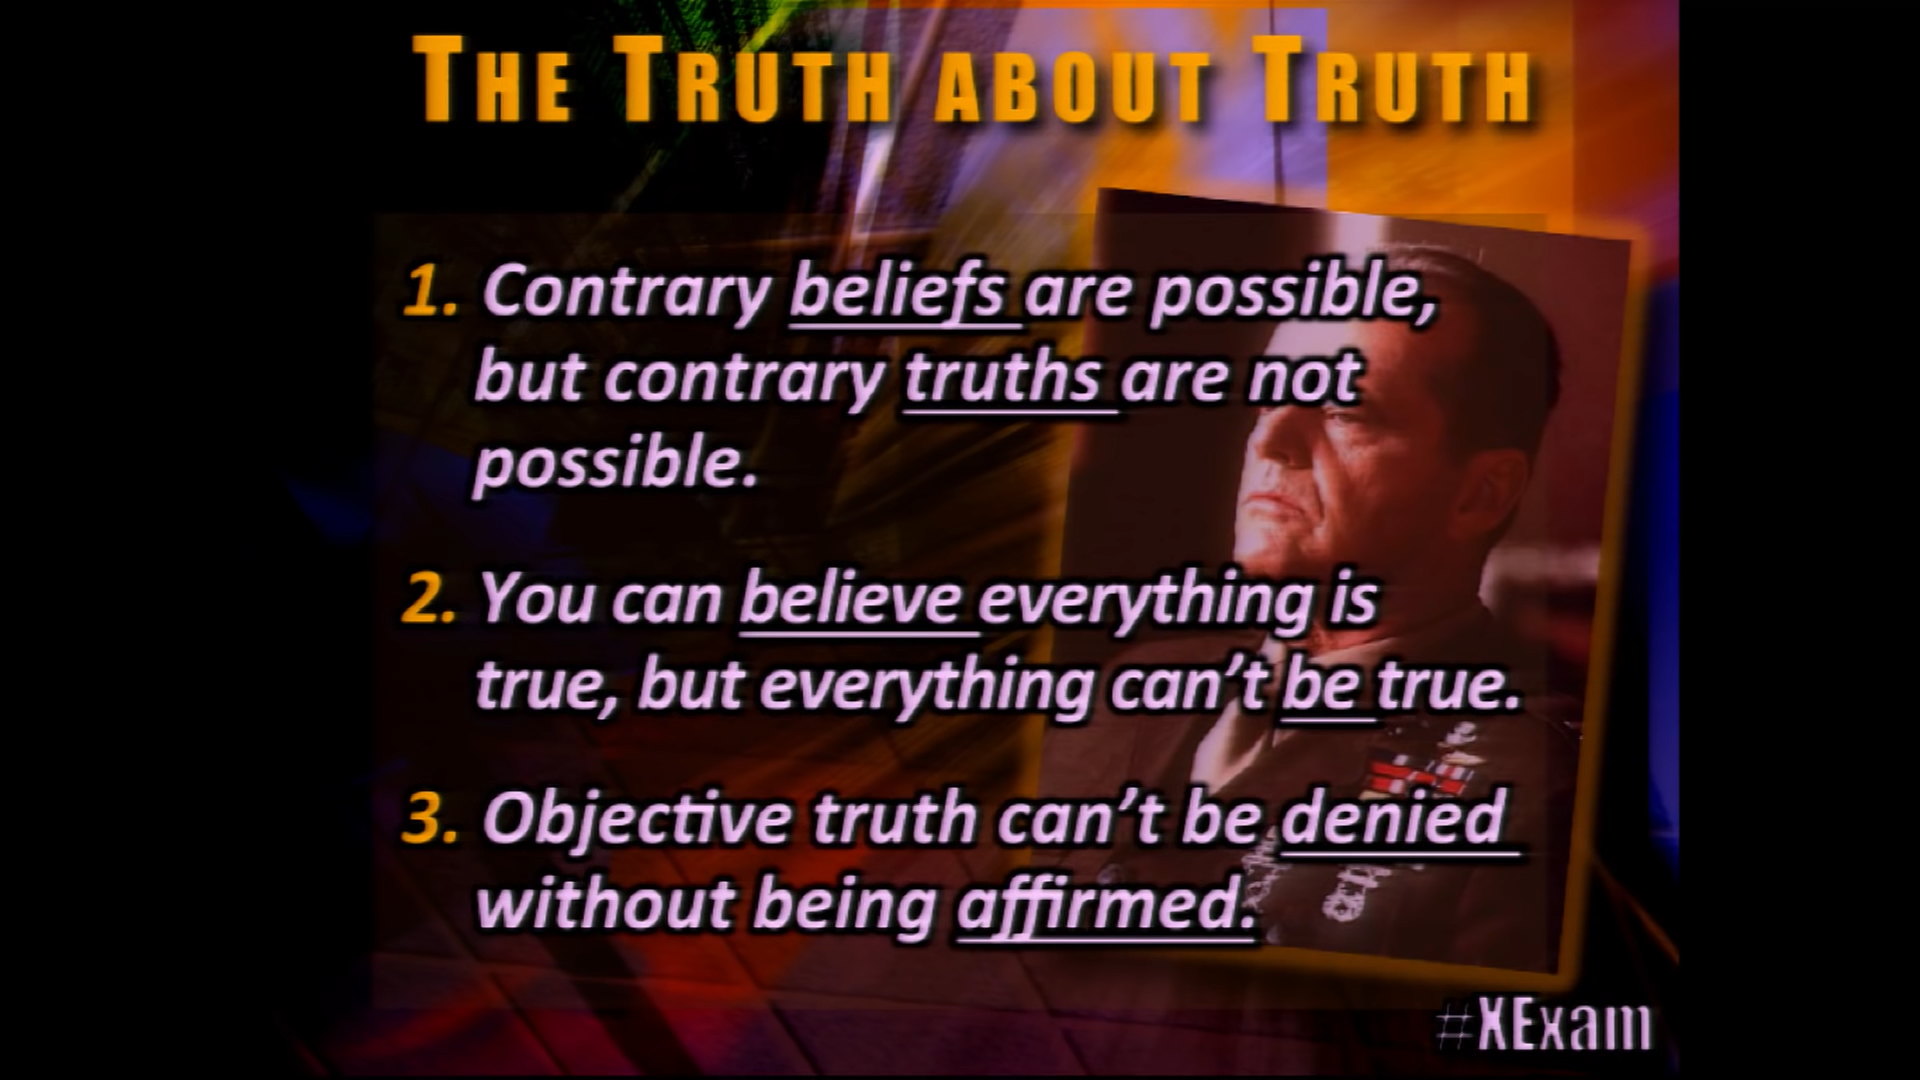 THE TRUTH ABOUT TRUTH
1. Contrary beliefs are possible,
but contrary truths are not
possible.
2. You can believe everything is
true, but everything can’t be true.
3. Objective truth can’t be denied
without being affirmed.
#XExam